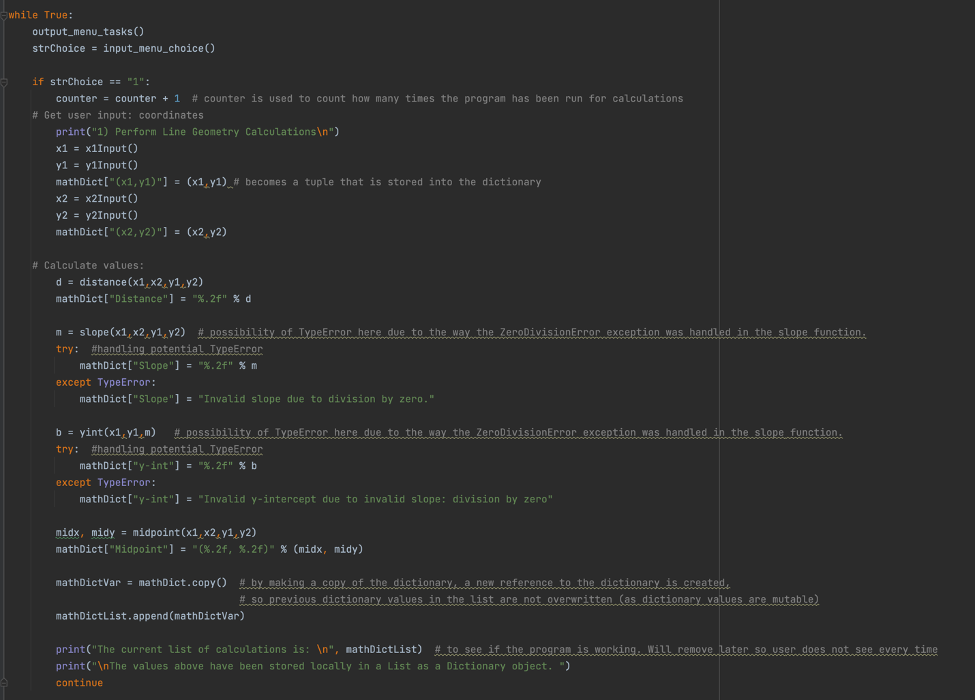 while True:
    output_menu_tasks()
    strChoice = input_menu_choice()

    if strChoice == "1":
        counter = counter + 1  # counter is used to count how many times the program has been run for calculations
    # Get user input: coordinates
        print("1) Perform Line Geometry Calculations\n")
        x1 = x1Input()
        y1 = y1Input()
        mathDict["(x1,y1)"] = (x1,y1) # becomes a tuple that is stored into the dictionary
        x2 = x2Input()
        y2 = y2Input()
        mathDict["(x2,y2)"] = (x2,y2)

    # Calculate values:
        d = distance(x1,x2,y1,y2)
        mathDict["Distance"] = "%.2f" % d

        m = slope(x1,x2,y1,y2)  # possibility of TypeError here due to the way the ZeroDivisionError exception was handled in the slope function.
        try:  #handling potential TypeError
            mathDict["Slope"] = "%.2f" % m
        except TypeError:
            mathDict["Slope"] = "Invalid slope due to division by zero."

        b = yint(x1,y1,m)   # possibility of TypeError here due to the way the ZeroDivisionError exception was handled in the slope function.
        try:  #handling potential TypeError
            mathDict["y-int"] = "%.2f" % b
        except TypeError:
            mathDict["y-int"] = "Invalid y-intercept due to invalid slope: division by zero"

        midx, midy = midpoint(x1,x2,y1,y2)
        mathDict["Midpoint"] = "(%.2f, %.2f)" % (midx, midy)

        mathDictVar = mathDict.copy()  # by making a copy of the dictionary, a new reference to the dictionary is created,
                                       # so previous dictionary values in the list are not overwritten (as dictionary values are mutable)
        mathDictList.append(mathDictVar)

        print("The current list of calculations is: \n", mathDictList)  # to see if the program is working. Will remove later so user does not see every time
        print("\nThe values above have been stored locally in a List as a Dictionary object. ")
        continue